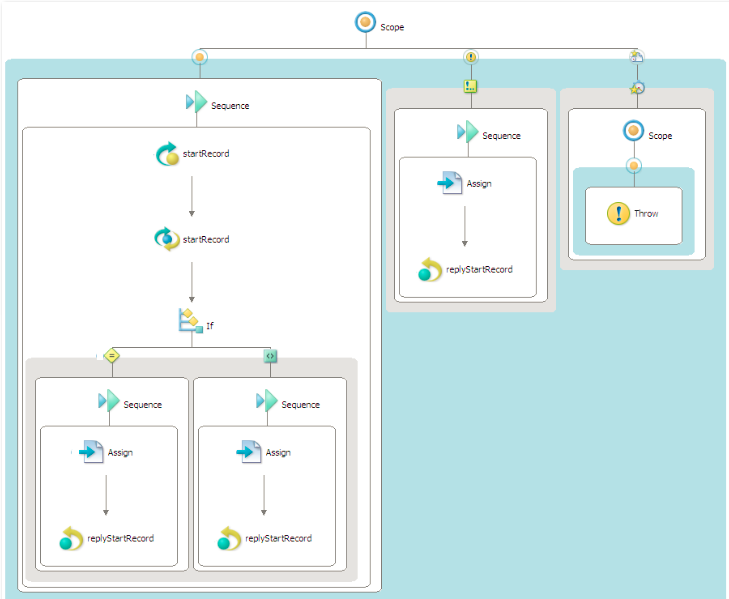 Scope
Sequence
startRecord
startRecord
If
Sequence
Assign
replyStartRecord
Sequence
Assign
replyStartRecord
Sequence
Assign
replyStartRecord
Scope
Throw